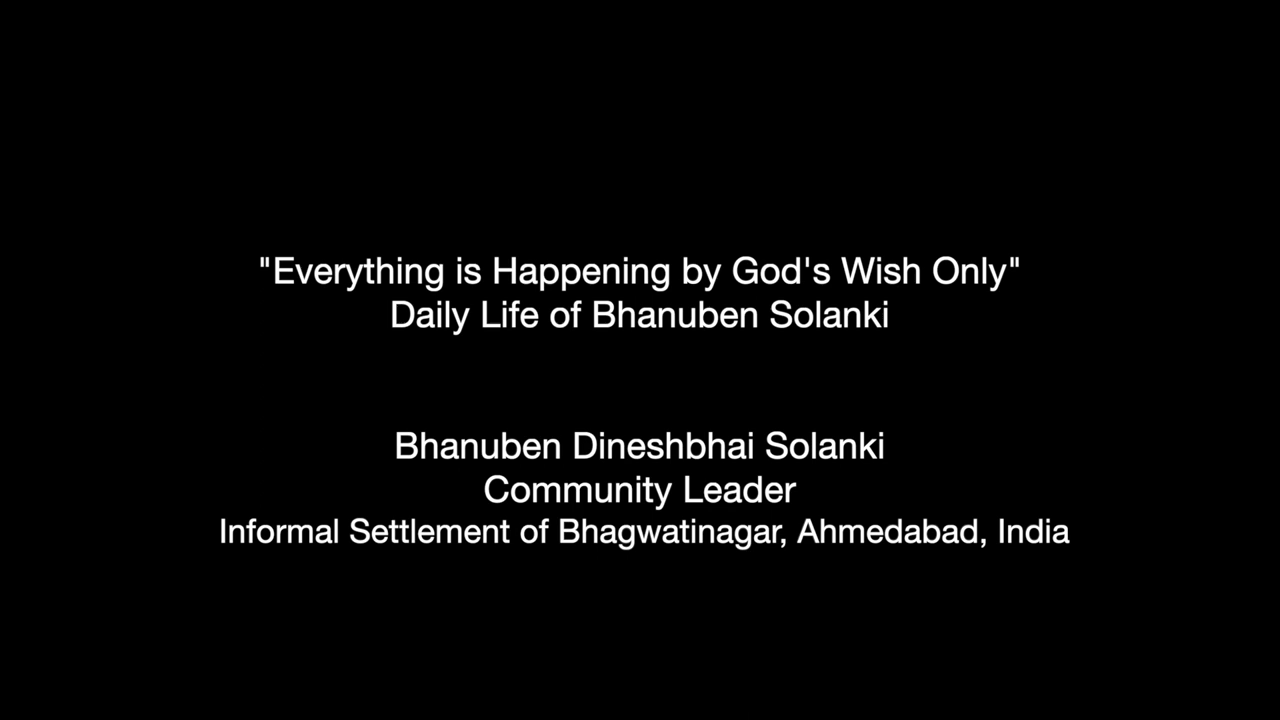 "Everything is Happening by God's Wish Only"
Daily Life of Bhanuben Solanki
Bhanuben Dineshbhai Solanki
Community Leader
Informal Settlement of Bhagwatinagar, Ahmedabad, India